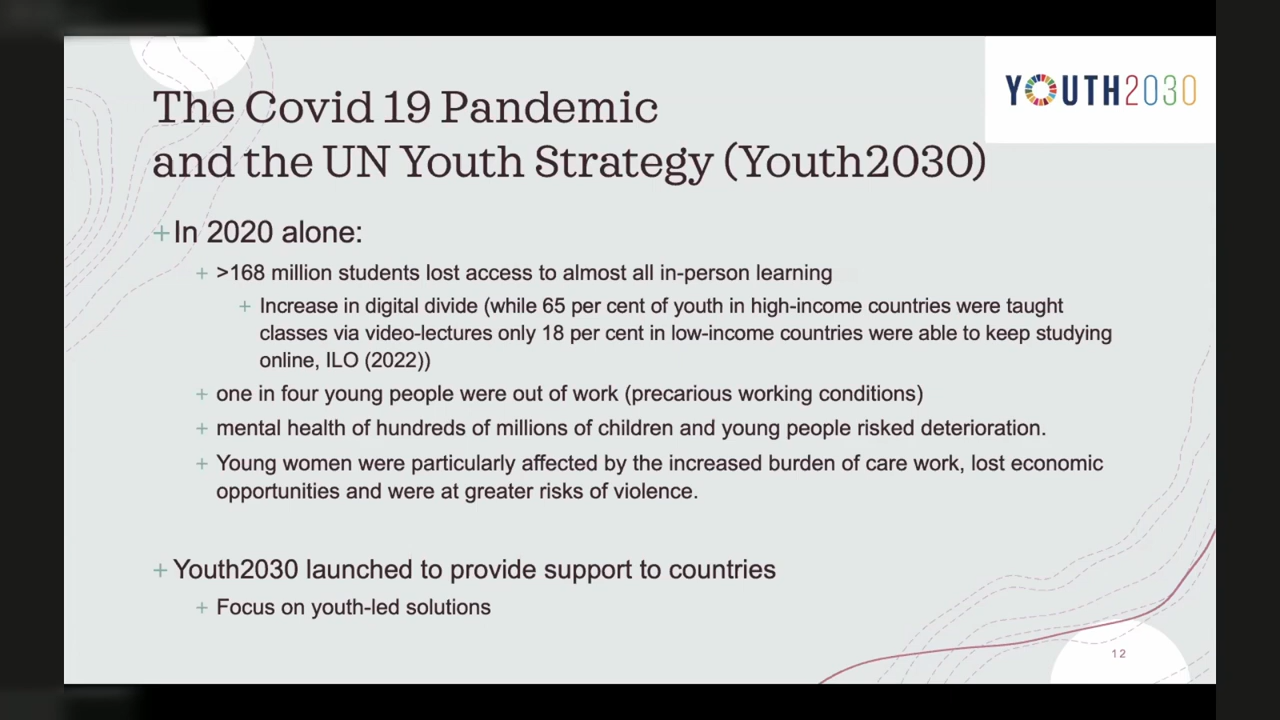 The Covid 19 Pandemic
and the UN Youth Strategy (Youth2030)
YOUTH2030
+In 2020 alone:
+ >168 million students lost access to almost all in-person learning
+ Increase in digital divide (while 65 per cent of youth in high-income countries were taught
classes via video-lectures only 18 per cent in low-income countries were able to keep studying
online, ILO (2022))
+ one in four young people were out of work (precarious working conditions)
+ mental health of hundreds of millions of children and young people risked deterioration.
+ Young women were particularly affected by the increased burden of care work, lost economic
opportunities and were at greater risks of violence.
+ Youth2030 launched to provide support to countries
+ Focus on youth-led solutions
12